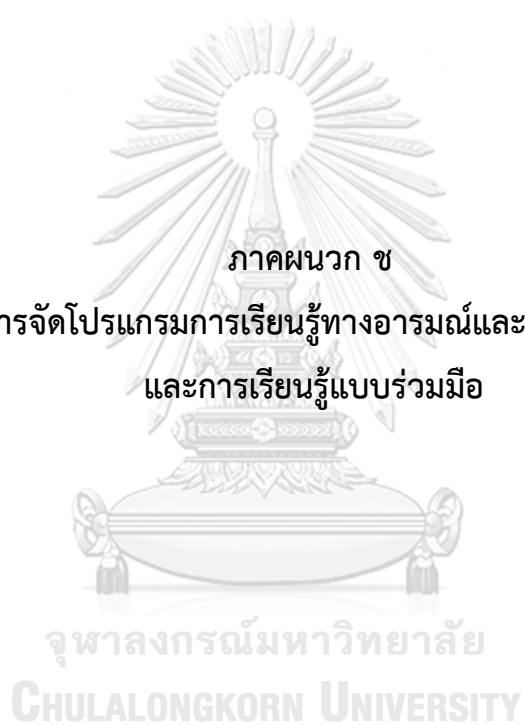 ภาคผนวก ช
ารจัดโปรแกรมการเรียนรู้ทางอารมณ์และ
และการเรียนรู้แบบร่วมมือ
จุฬาลงกรณ์มหาวิทยาลัย
CHULALONGKORN UNIVERSITY